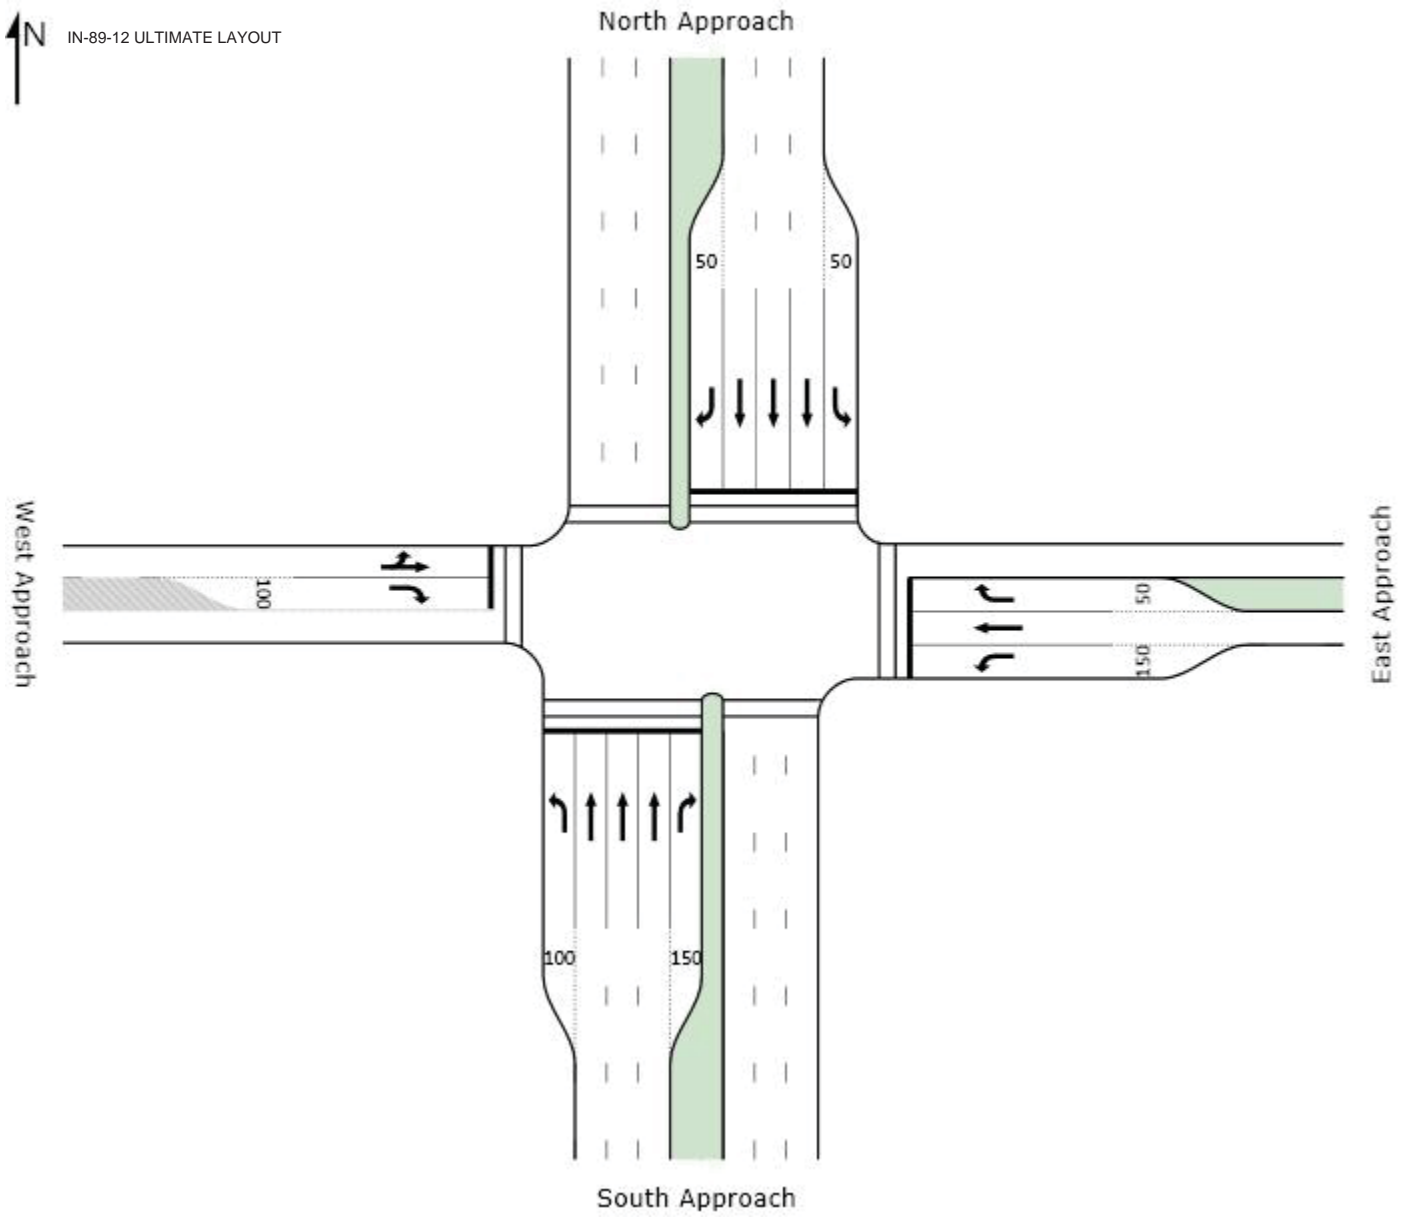 North Approach
N
IN-89-12 ULTIMATE LAYOUT
50
50
West Approach
100
50
150
East Approach
100
150
South Approach